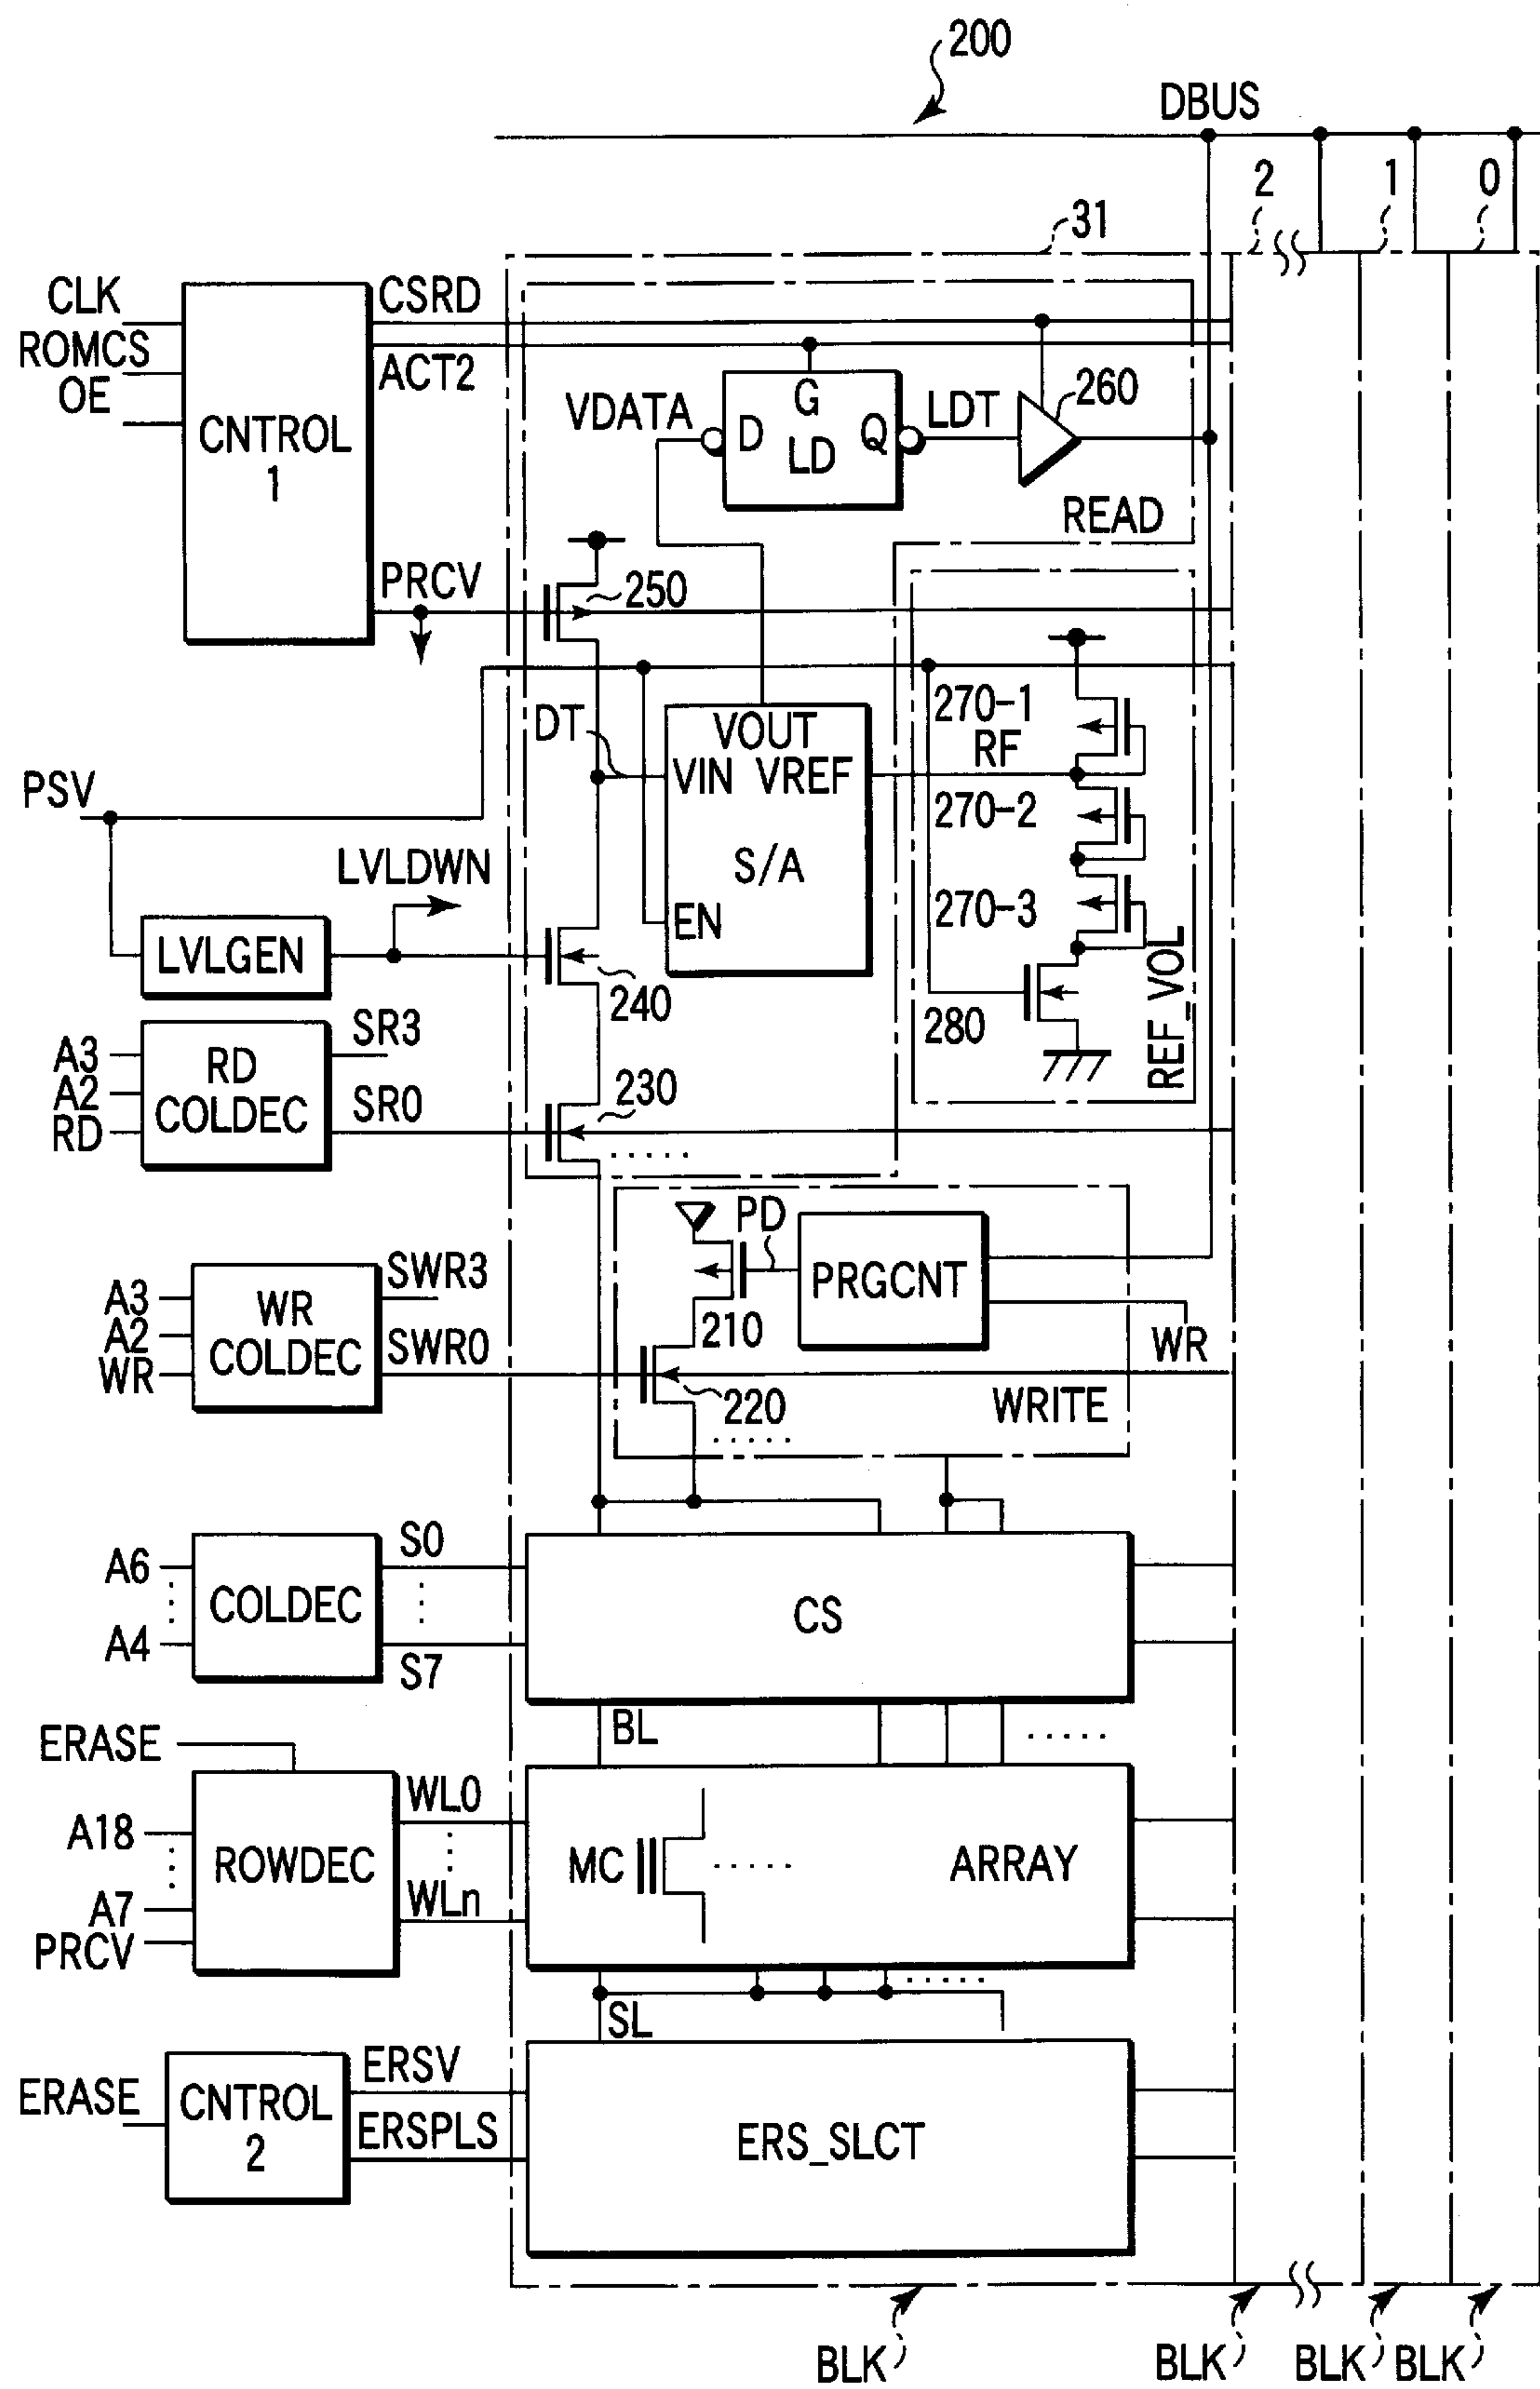 200
DBUS
2
1
0
31
CLK
ROMCS
OE
CNTROL
1
CSRD
ACT2
PRCV
VDATA
D
G
LD
Q
LDT
260
READ
250
DT
VOUT
VIN VREF
S/A
EN
270-1
RF
270-2
270-3
280
REF_VOL
PSV
LVLDWN
LVLGEN
240
A3
A2
RD
RD
COLDEC
SR3
SR0
230
PD
PRGCNT
210
WR
A3
A2
WR
WR
COLDEC
SWR3
SWR0
220
WRITE
A6
A4
COLDEC
S0
S7
CS
BL
ERASE
A18
A7
PRCV
ROWDEC
WL0
WLn
MC
ARRAY
SL
ERASE
CNTROL
2
ERSV
ERSPLS
ERS_SLCT
BLK
BLK
BLK
BLK